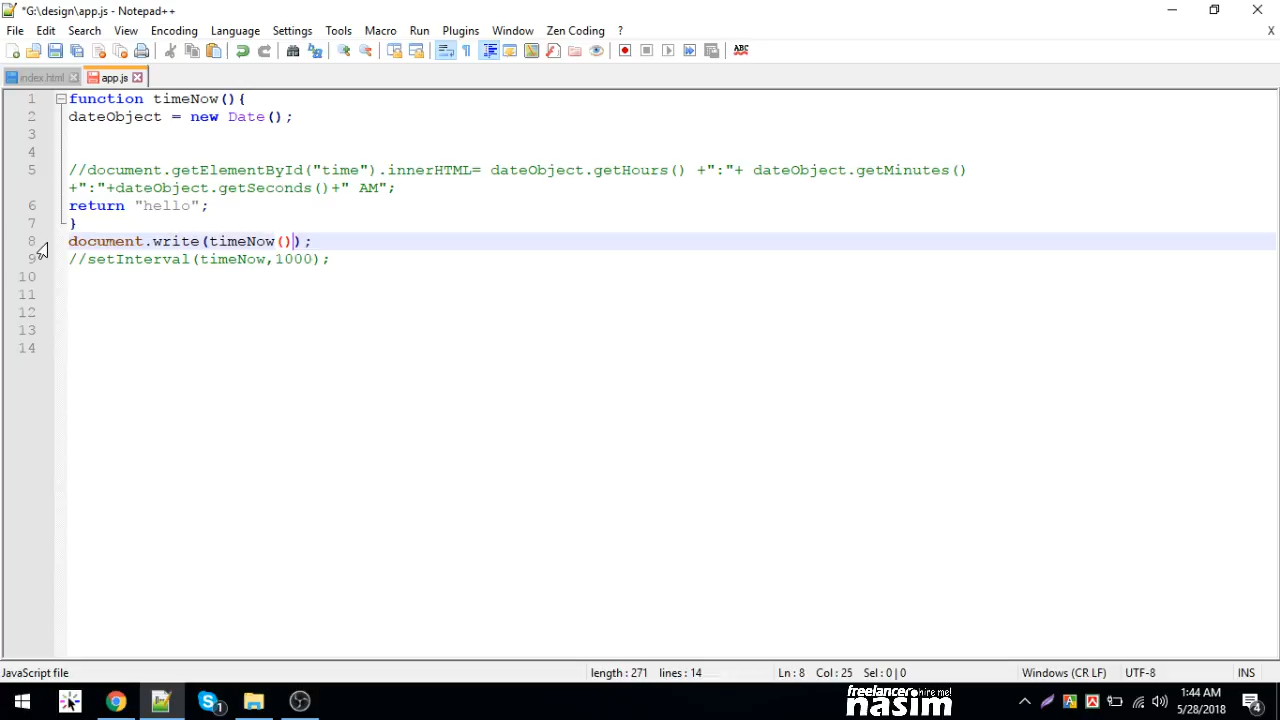 *G:\design\app.js - Notepad++
File Edit Search View Encoding Language Settings Tools Macro Run Plugins Window Zen Coding ? X
ABC
index.html app.js
1 function timeNow(){
2 dateObject = new Date();
3
4
5 //document.getElementById("time").innerHTML= dateObject.getHours() +":"+ dateObject.getMinutes()
+":"+dateObject.getSeconds()+" AM";
6 return "hello";
7 }
8 document.write(timeNow());
9 //setInterval(timeNow,1000);
10
11
12
13
14
JavaScript file length : 271 lines : 14 Ln : 8 Col : 25 Sel : 0 | 0 Windows (CR LF) UTF-8 INS
1:44 AM
5/28/2018
freelancer hire me!
nasim